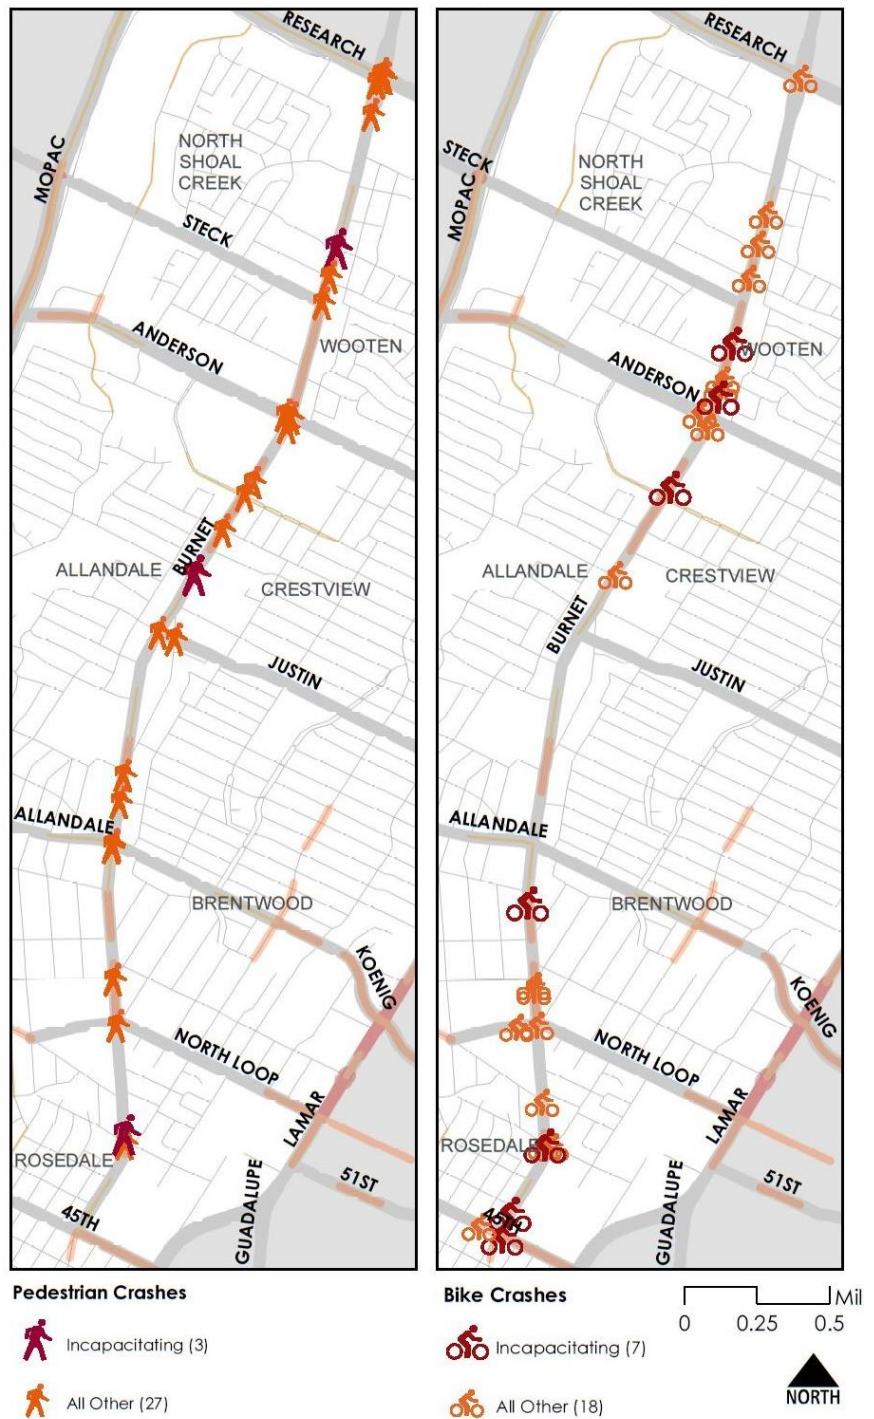 RESEARCH
MOPAC
NORTH
SHOAL
CREEK
STECK
ANDERSON
WOOTEN
BURNET
ALLANDALE
CRESTVIEW
JUSTIN
ALLANDALE
BRENTWOOD
KOENIG
NORTH LOOP
LAMAR
ROSEDALE
51ST
45TH
GUADALUPE
RESEARCH
STECK
MOPAC
NORTH
SHOAL
CREEK
WOOTEN
ANDERSON
ALLANDALE
CRESTVIEW
BURNET
JUSTIN
ALLANDALE
BRENTWOOD
KOENIG
NORTH LOOP
LAMAR
ROSEDALE
51ST
45TH
GUADALUPE
Pedestrian Crashes
Incapacitating (3)
All Other (27)
Bike Crashes
Incapacitating (7)
All Other (18)
Mil
0 0.25 0.5
NORTH